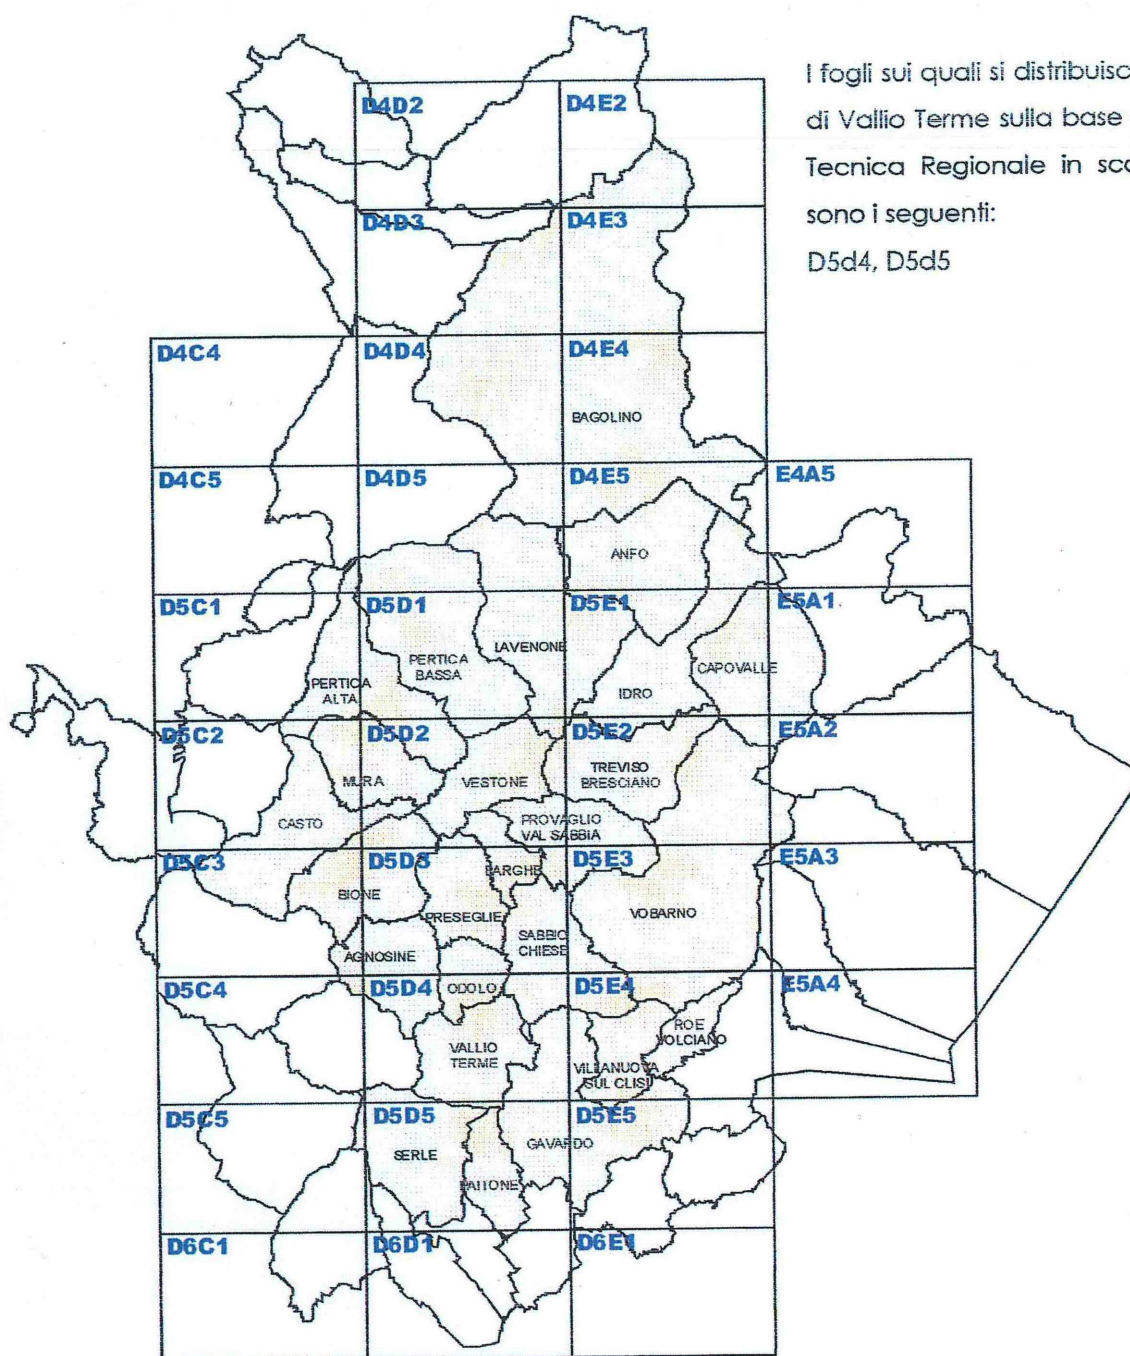 I fogli sui quali si distribuisc
di Vallio Terme sulla base
Tecnica Regionale in sca
sono i seguenti:
D5d4, D5d5
D4D2
D4E2
D4D3
D4E3
D4C4
D4D4
D4E4
BAGOLINO
D4C5
D4D5
D4E5
E4A5
ANFO
D5C1
D5D1
D5E1
E5A1
LAVENONE
PERTICA
BASSA
CAPOVALLE
PERTICA
ALTA
IDRO
D5C2
D5D2
D5E2
E5A2
MURA
VESTONE
TREVISO
BRESCIANO
CASTO
PROVAGLIO
VAL SABBIA
D5C3
D5D3
D5E3
E5A3
BARGHE
BIONE
PRESEGLIE
VOBARNO
SABBIO
CHIESE
AGNOSINE
D5C4
D5D4
ODOLO
D5E4
E5A4
ROE
VOLCIANO
VALLIO
TERME
VILLANUOVA
SUL CLISI
D5C5
D5D5
D5E5
SERLE
GAVARDO
PAITONE
D6C1
D6D1
D6E1